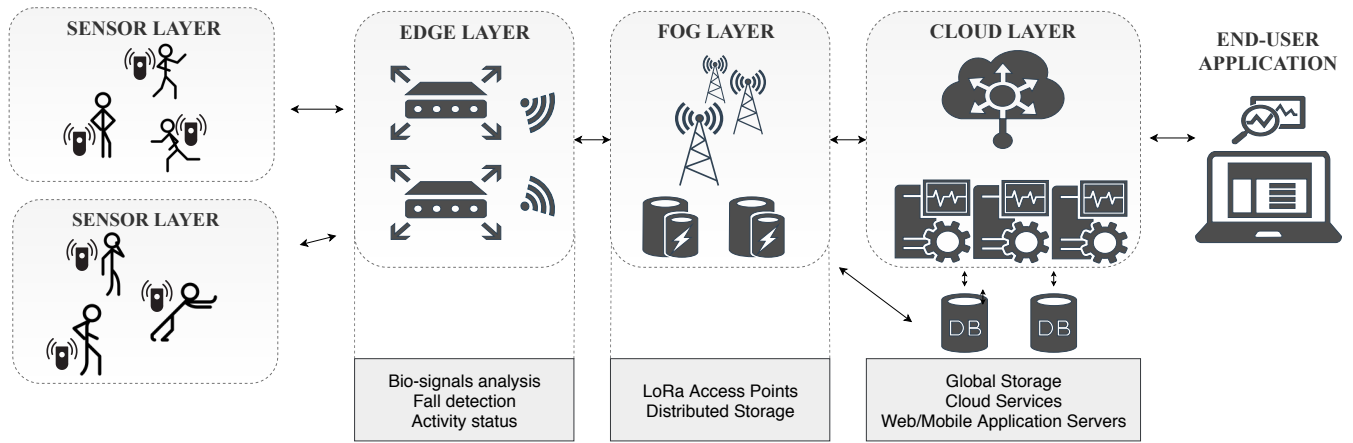 SENSOR LAYER
SENSOR LAYER
EDGE LAYER
FOG LAYER
CLOUD LAYER
END-USER
APPLICATION
DB
DB
Bio-signals analysis
Fall detection
Activity status
LoRa Access Points
Distributed Storage
Global Storage
Cloud Services
Web/Mobile Application Servers